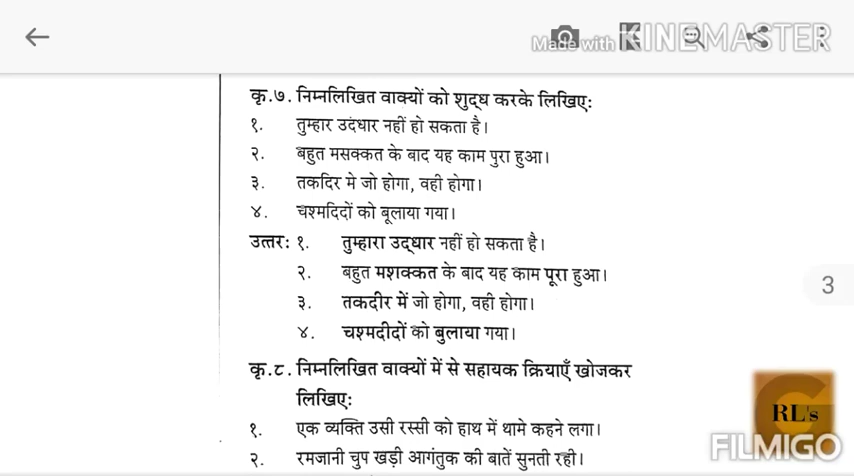 Made with KINEMASTER
कृ.७. निम्नलिखित वाक्यों को शुद्ध करके लिखिए:
१. तुम्हार उदधार नहीं हो सकता है।
२. बहुत मसक्कत के बाद यह काम पुरा हुआ।
३. तकदिर मे जो होगा, वही होगा।
४. चश्मदिदों को बूलाया गया।
उत्तर: १. तुम्हारा उद्धार नहीं हो सकता है।
२. बहुत मशक्कत के बाद यह काम पूरा हुआ।
३. तकदीर में जो होगा, वही होगा।
४. चश्मदीदों को बुलाया गया।
3
कृ.८. निम्नलिखित वाक्यों में से सहायक क्रियाएँ खोजकर
लिखिए:
१. एक व्यक्ति उसी रस्सी को हाथ में थामे कहने लगा।
२. रमजानी चुप खड़ी आगंतुक की बातें सुनती रही।
RL's
FILMIGO